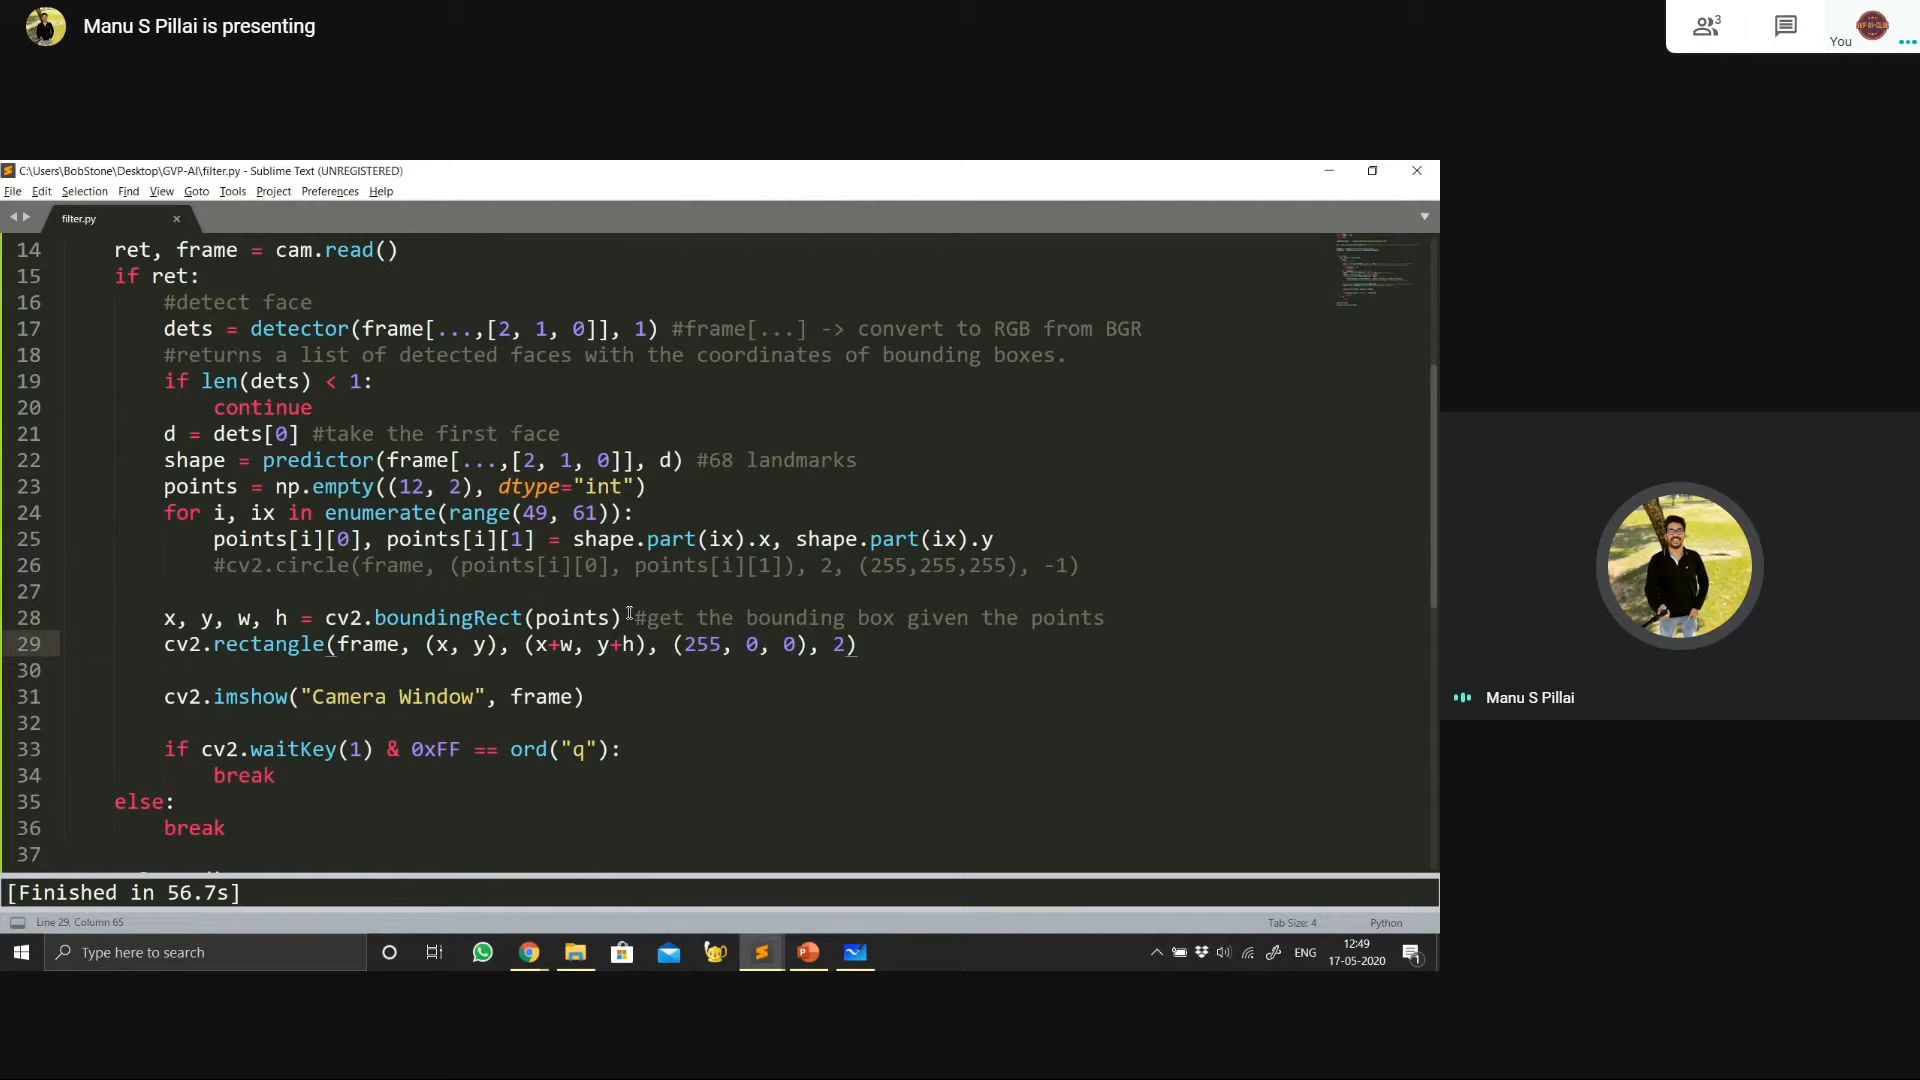 Manu S Pillai is presenting
3
You
C:\Users\BobStone\Desktop\GVP-AI\filter.py - Sublime Text (UNREGISTERED)
File Edit Selection Find View Goto Tools Project Preferences Help
filter.py
14 ret, frame = cam.read()
15 if ret:
16 #detect face
17 dets = detector(frame[...,[2, 1, 0]], 1) #frame[...] -> convert to RGB from BGR
18 #returns a list of detected faces with the coordinates of bounding boxes.
19 if len(dets) < 1:
20 continue
21 d = dets[0] #take the first face
22 shape = predictor(frame[...,[2, 1, 0]], d) #68 landmarks
23 points = np.empty((12, 2), dtype="int")
24 for i, ix in enumerate(range(49, 61)):
25 points[i][0], points[i][1] = shape.part(ix).x, shape.part(ix).y
26 #cv2.circle(frame, (points[i][0], points[i][1]), 2, (255,255,255), -1)
27
28 x, y, w, h = cv2.boundingRect(points) #get the bounding box given the points
29 cv2.rectangle(frame, (x, y), (x+w, y+h), (255, 0, 0), 2)
30
31 cv2.imshow("Camera Window", frame)
32
33 if cv2.waitKey(1) & 0xFF == ord("q"):
34 break
35 else:
36 break
37
[Finished in 56.7s]
Line 29, Column 65
Tab Size: 4
Python
Type here to search
ENG
12:49
17-05-2020
1
Manu S Pillai